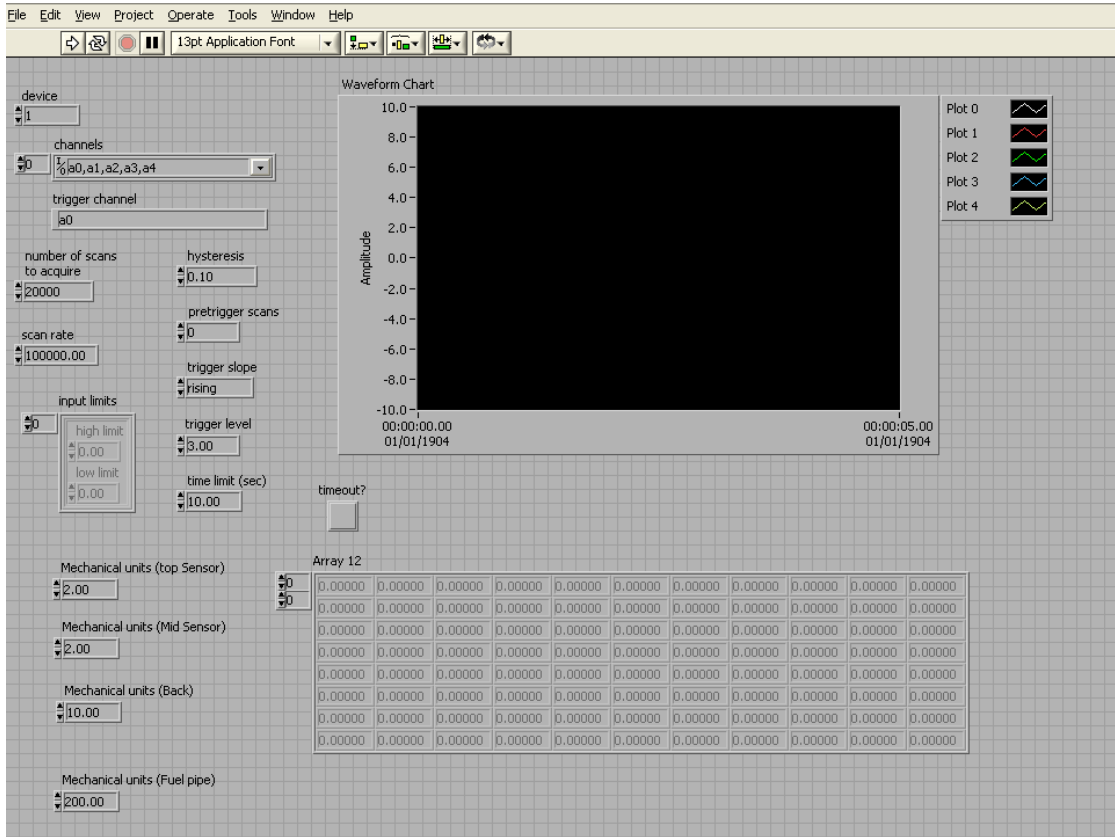 File Edit View Project Operate Tools Window Help
13pt Application Font
Waveform Chart
device
1
channels
0 a0,a1,a2,a3,a4
trigger channel
a0
number of scans
to acquire
20000
scan rate
100000.00
input limits
0
high limit
0.00
low limit
0.00
hysteresis
0.10
pretrigger scans
0
trigger slope
rising
trigger level
3.00
time limit (sec)
10.00
Amplitude
10.0
8.0
6.0
4.0
2.0
0.0
-2.0
-4.0
-6.0
-8.0
-10.0
00:00:00.00 00:00:05.00
01/01/1904 01/01/1904
Plot 0
Plot 1
Plot 2
Plot 3
Plot 4
timeout?
Mechanical units (top Sensor)
2.00
Mechanical units (Mid Sensor)
2.00
Mechanical units (Back)
10.00
Mechanical units (Fuel pipe)
200.00
Array 12
0
0
0.00000 0.00000 0.00000 0.00000 0.00000 0.00000 0.00000 0.00000 0.00000 0.00000 0.00000
0.00000 0.00000 0.00000 0.00000 0.00000 0.00000 0.00000 0.00000 0.00000 0.00000 0.00000
0.00000 0.00000 0.00000 0.00000 0.00000 0.00000 0.00000 0.00000 0.00000 0.00000 0.00000
0.00000 0.00000 0.00000 0.00000 0.00000 0.00000 0.00000 0.00000 0.00000 0.00000 0.00000
0.00000 0.00000 0.00000 0.00000 0.00000 0.00000 0.00000 0.00000 0.00000 0.00000 0.00000
0.00000 0.00000 0.00000 0.00000 0.00000 0.00000 0.00000 0.00000 0.00000 0.00000 0.00000
0.00000 0.00000 0.00000 0.00000 0.00000 0.00000 0.00000 0.00000 0.00000 0.00000 0.00000
0.00000 0.00000 0.00000 0.00000 0.00000 0.00000 0.00000 0.00000 0.00000 0.00000 0.00000